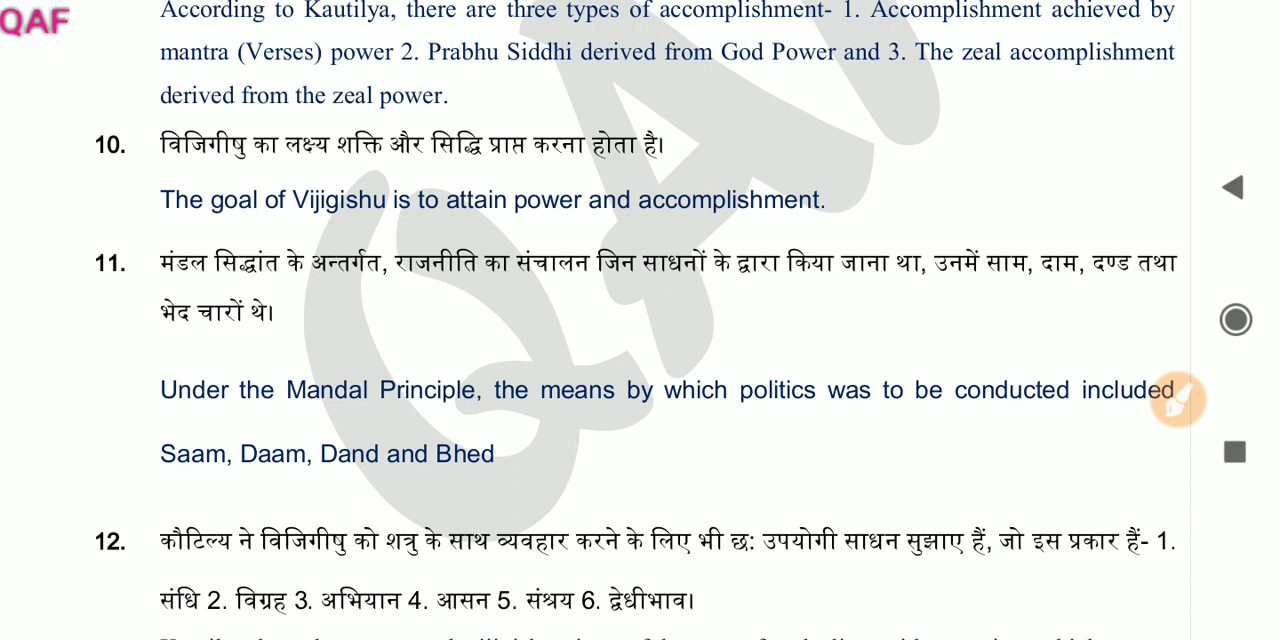 QAF
According to Kautilya, there are three types of accomplishment- 1. Accomplishment achieved by
mantra (Verses) power 2. Prabhu Siddhi derived from God Power and 3. The zeal accomplishment
derived from the zeal power.
10. विजिगीषु का लक्ष्य शक्ति और सिद्धि प्राप्त करना होता है।
The goal of Vijigishu is to attain power and accomplishment.
11. मंडल सिद्धांत के अन्तर्गत, राजनीति का संचालन जिन साधनों के द्वारा किया जाना था, उनमें साम, दाम, दण्ड तथा
भेद चारों थे।
Under the Mandal Principle, the means by which politics was to be conducted included
Saam, Daam, Dand and Bhed
12. कौटिल्य ने विजिगीषु को शत्रु के साथ व्यवहार करने के लिए भी छ: उपयोगी साधन सुझाए हैं, जो इस प्रकार हैं- 1.
संधि 2. विग्रह 3. अभियान 4. आसन 5. संश्रय 6. द्वेधीभाव।